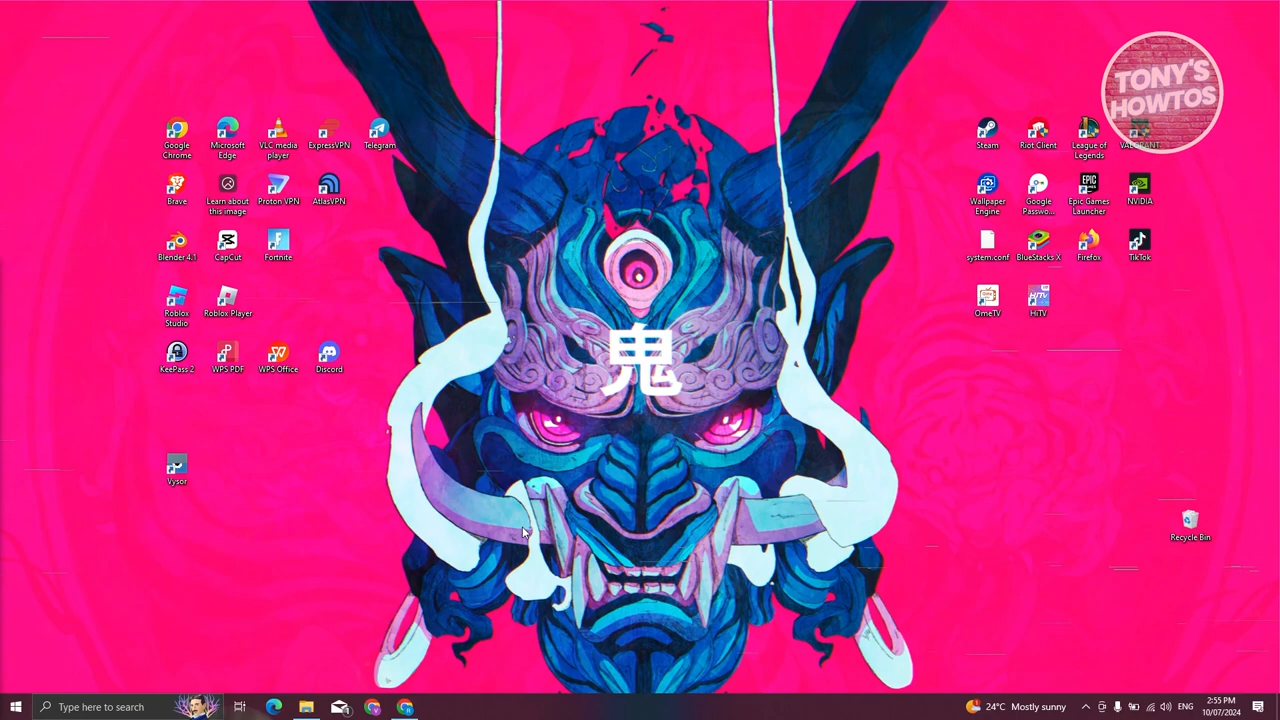 TONY'S
HOWTOS
Google
Chrome
Microsoft
Edge
VLC media
player
ExpressVPN
Telegram
Steam
Riot Client
League of
Legends
Brave
Learn about
this image
Proton VPN
AtlasVPN
Wallpaper
Engine
Google
Passwo...
EPIC
GAMES
Epic Games
Launcher
NVIDIA
Blender 4.1
CapCut
Fortnite
system.conf
BlueStacks X
Firefox
TikTok
Roblox
Studio
Roblox Player
OmeTV
HiTV
鬼
KeePass 2
WPS PDF
WPS Office
Discord
Vysor
Recycle Bin
Type here to search
24°C Mostly sunny
ENG
2:55 PM
10/07/2024